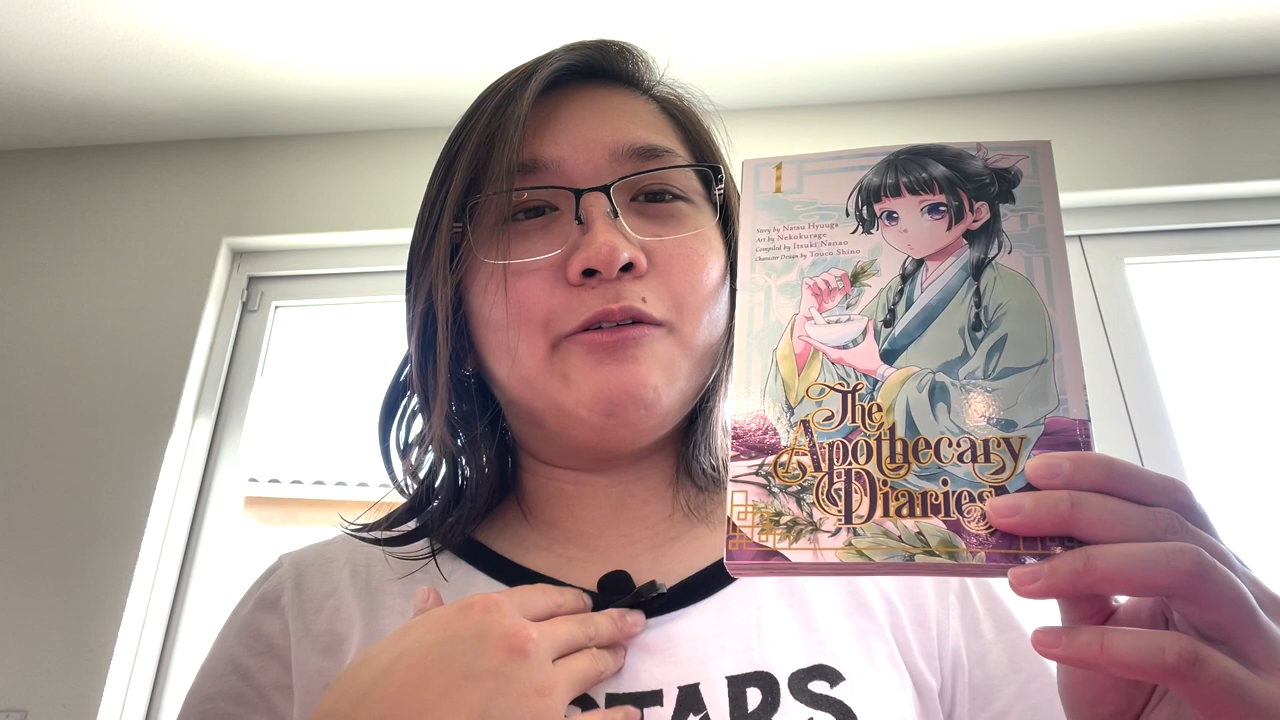 1
Story by Natsu Hyuuga
Art by Nekokurage
Compiled by Itsuki Nanao
Character Design by Touco Shino
The
Apothecary
Diaries
STARS